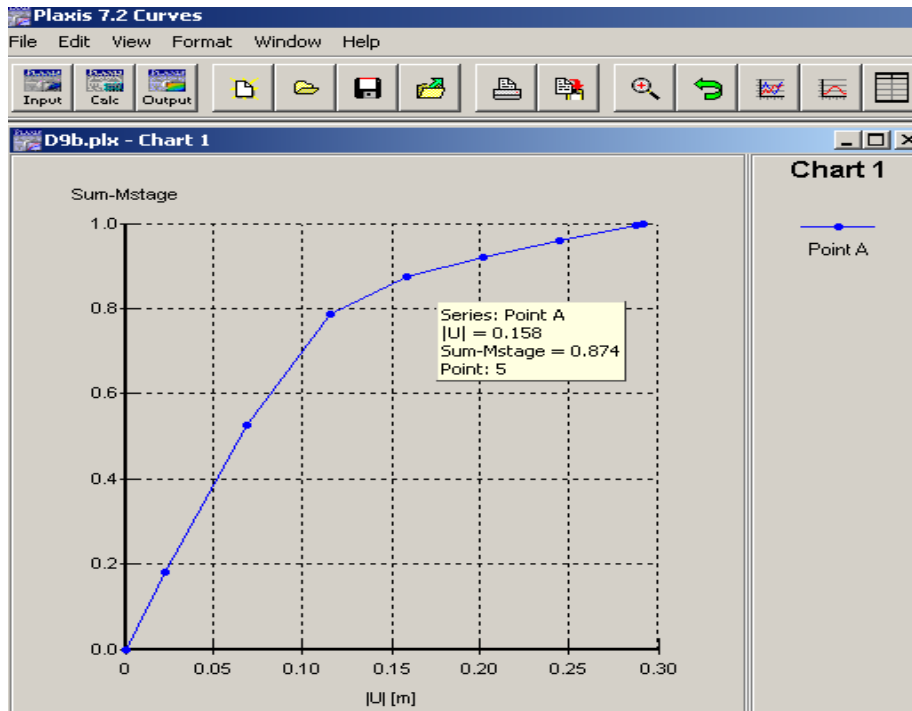 Plaxis 7.2 Curves
File Edit View Format Window Help
Input Calc Output
D9b.plx - Chart 1
Chart 1
Point A
Sum-Mstage
1.0
0.8
0.6
0.4
0.2
0.0
Series: Point A
|U| = 0.158
Sum-Mstage = 0.874
Point: 5
0 0.05 0.10 0.15 0.20 0.25 0.30
|U| [m]